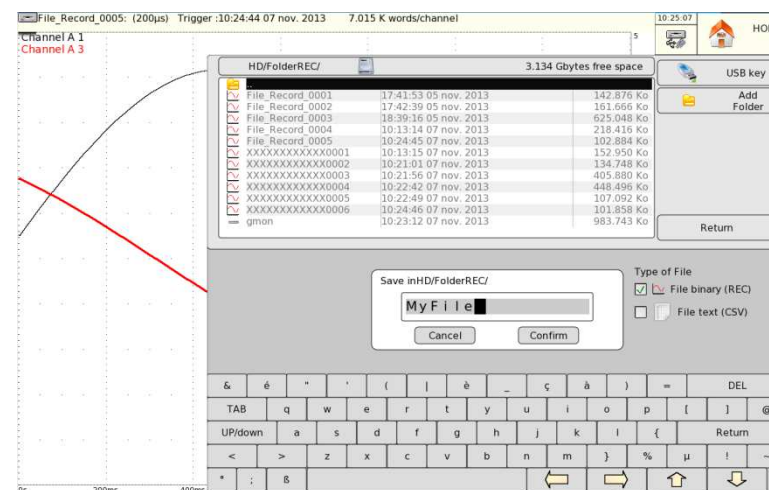 File_Record_0005: (200µs) Trigger :10:24:44 07 nov. 2013 7.015 K words/channel
10:25:07
Channel A 1
Channel A 3
5
HO
HD/FolderREC/ 3.134 Gbytes free space
USB key
..
File_Record_0001 17:41:53 05 nov. 2013 142.876 Ko
File_Record_0002 17:42:39 05 nov. 2013 161.666 Ko
File_Record_0003 18:39:16 05 nov. 2013 625.048 Ko
File_Record_0004 10:13:14 07 nov. 2013 218.416 Ko
File_Record_0005 10:24:45 07 nov. 2013 102.884 Ko
XXXXXXXXXXXX0001 10:13:15 07 nov. 2013 152.950 Ko
XXXXXXXXXXXX0002 10:21:01 07 nov. 2013 134.748 Ko
XXXXXXXXXXXX0003 10:21:56 07 nov. 2013 405.880 Ko
XXXXXXXXXXXX0004 10:22:42 07 nov. 2013 448.496 Ko
XXXXXXXXXXXX0005 10:22:49 07 nov. 2013 107.092 Ko
XXXXXXXXXXXX0006 10:24:46 07 nov. 2013 101.858 Ko
gmon 10:23:12 07 nov. 2013 983.743 Ko
Add
Folder
Return
Save inHD/FolderREC/
MyFile
Cancel Confirm
Type of File
File binary (REC)
File text (CSV)
& é " ' ( | è _ ç à ) = DEL
TAB q w e r t y u i o p [ ] @
UP/down a s d f g h j k l { Return
< > z x c v b n m } % µ ! ~
* ; ß
0s 200ms 400ms